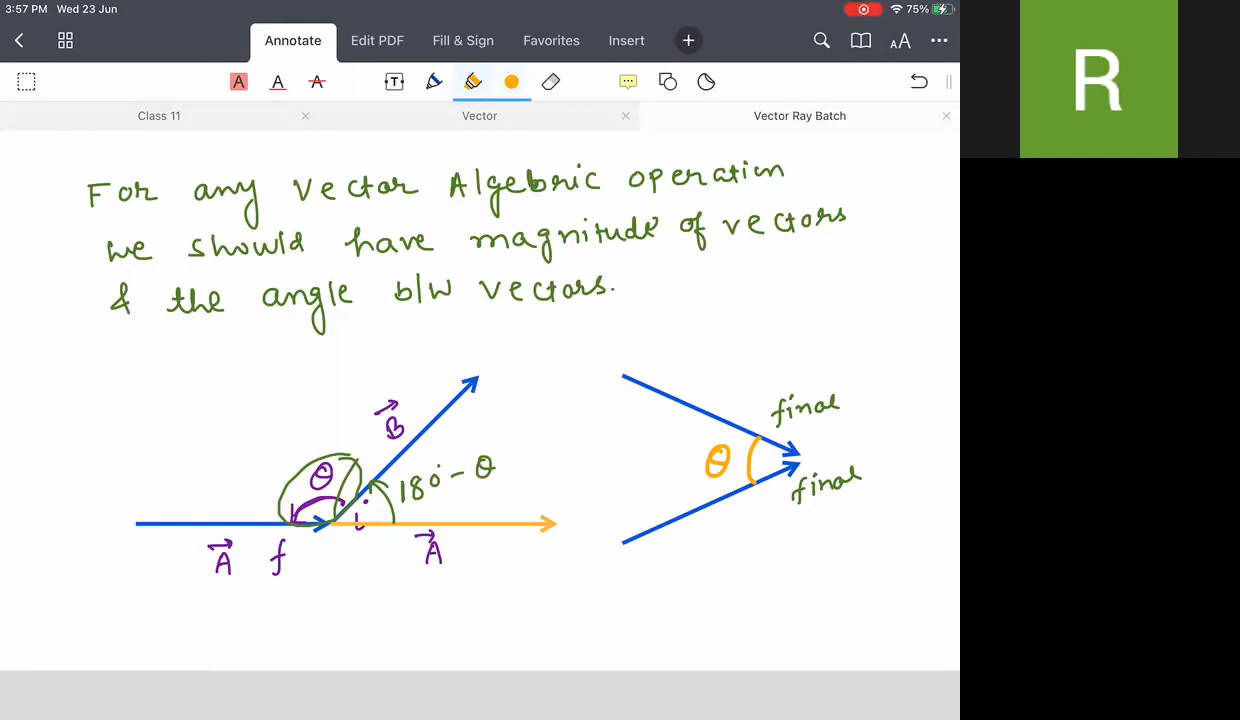 3:57 PM Wed 23 Jun
75%
Annotate Edit PDF Fill & Sign Favorites Insert
AA
A A A T
Class 11 Vector Vector Ray Batch
R
For any vector Algebric operation
we should have magnitude of vectors
& the angle b/w vectors.
B
θ
180° - θ
i
A f A
final
θ
final